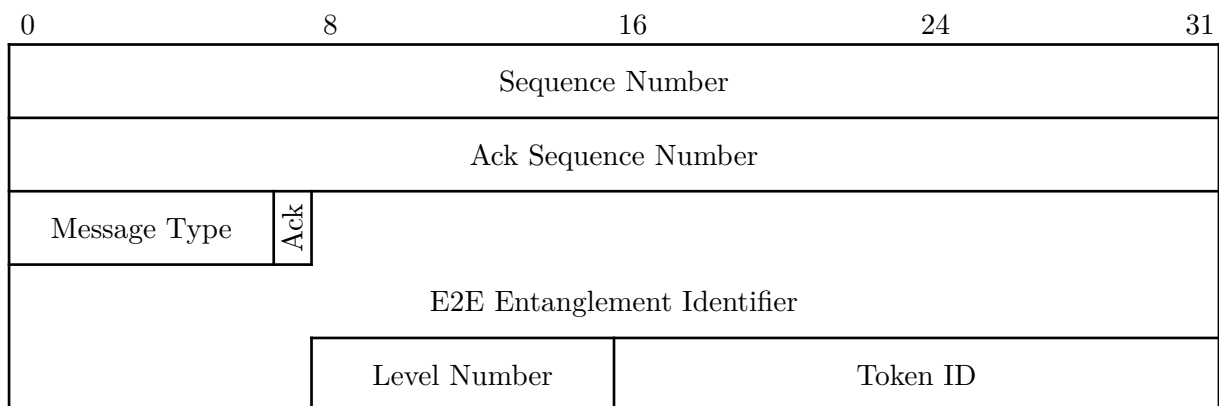 0 8 16 24 31
Sequence Number
Ack Sequence Number
Message Type Ack
E2E Entanglement Identifier
Level Number Token ID